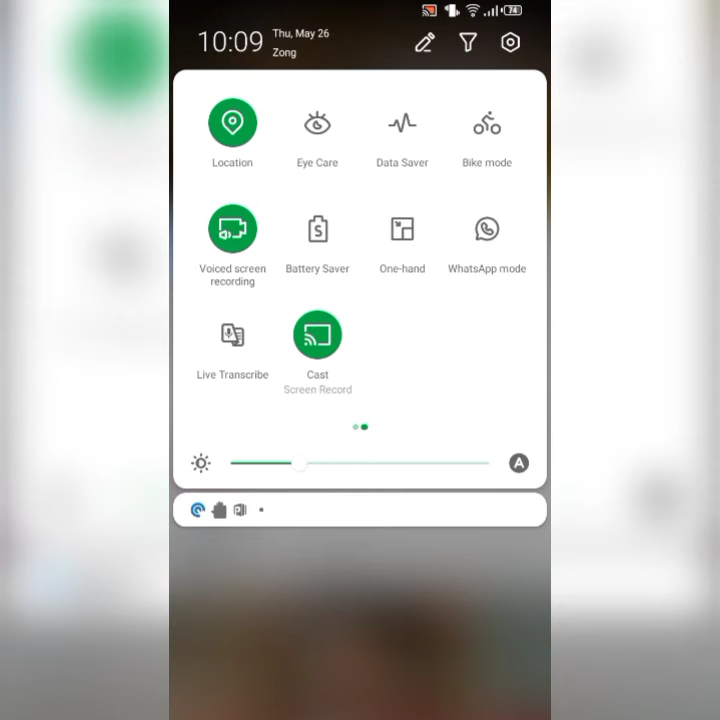 74
10:09
Thu, May 26
Zong
Location
Eye Care
Data Saver
Bike mode
Voiced screen
recording
Battery Saver
One-hand
WhatsApp mode
Live Transcribe
Cast
Screen Record
A